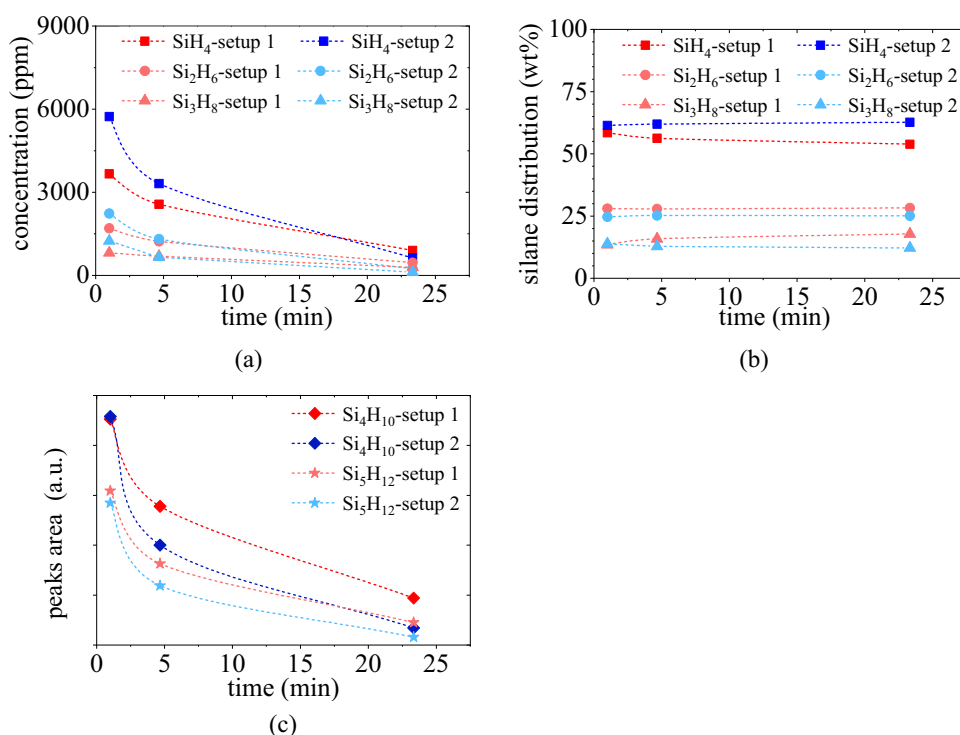 9000
6000
3000
0
concentration (ppm)
SiH4-setup 1
SiH4-setup 2
Si2H6-setup 1
Si2H6-setup 2
Si3H8-setup 1
Si3H8-setup 2
0 5 10 15 20 25
time (min)
(a)
100
75
50
25
0
silane distribution (wt%)
SiH4-setup 1
SiH4-setup 2
Si2H6-setup 1
Si2H6-setup 2
Si3H8-setup 1
Si3H8-setup 2
0 5 10 15 20 25
time (min)
(b)
peaks area (a.u.)
Si4H10-setup 1
Si4H10-setup 2
Si5H12-setup 1
Si5H12-setup 2
0 5 10 15 20 25
time (min)
(c)